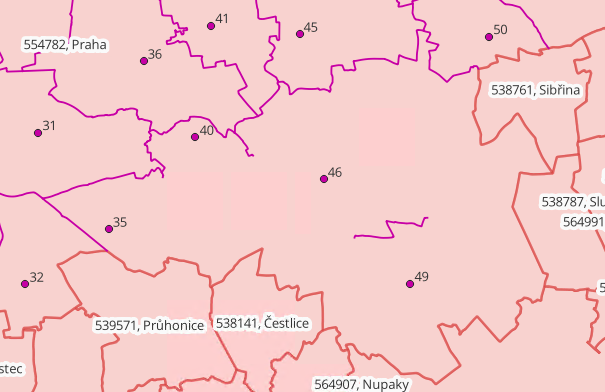 41
45
50
554782, Praha
36
538761, Sibřina
31
40
46
538787, Slu
564991
35
32
49
5
539571, Průhonice
538141, Čestlice
stec
564907, Nupaky